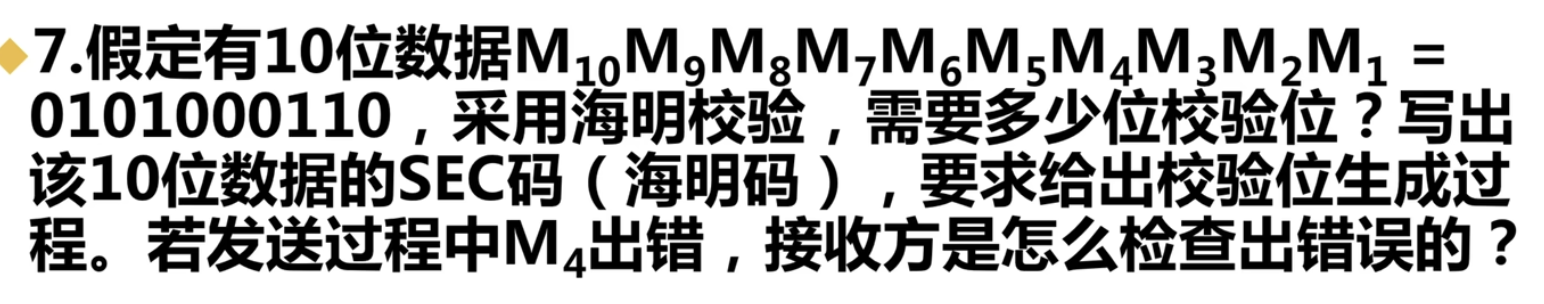 7.假定有10位数据M₁₀M₉M₈M₇M₆M₅M₄M₃M₂M₁ =
0101000110，采用海明校验，需要多少位校验位？写出
该10位数据的SEC码（海明码），要求给出校验位生成过
程。若发送过程中M₄出错，接收方是怎么检查出错误的？